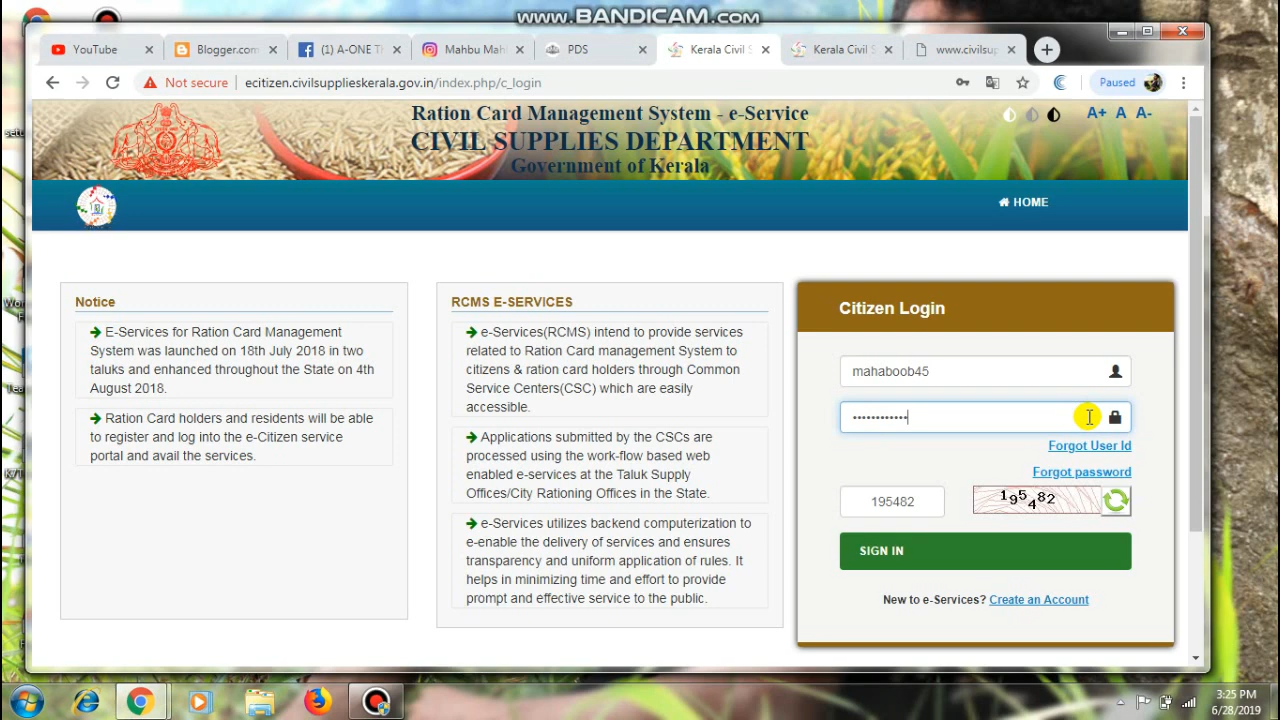 www.BANDICAM.com
YouTube
Blogger.com
(1) A-ONE T
Mahbu Mah
PDS
Kerala Civil S
Kerala Civil S
www.civilsup
Not secure
ecitizen.civilsupplieskerala.gov.in/index.php/c_login
Paused
Ration Card Management System - e-Service
CIVIL SUPPLIES DEPARTMENT
Government of Kerala
A+ A A-
HOME
Notice
E-Services for Ration Card Management
System was launched on 18th July 2018 in two
taluks and enhanced throughout the State on 4th
August 2018.
Ration Card holders and residents will be able
to register and log into the e-Citizen service
portal and avail the services.
RCMS E-SERVICES
e-Services(RCMS) intend to provide services
related to Ration Card management System to
citizens & ration card holders through Common
Service Centers(CSC) which are easily
accessible.
Applications submitted by the CSCs are
processed using the work-flow based web
enabled e-services at the Taluk Supply
Offices/City Rationing Offices in the State.
e-Services utilizes backend computerization to
e-enable the delivery of services and ensures
transparency and uniform application of rules. It
helps in minimizing time and effort to provide
prompt and effective service to the public.
Citizen Login
mahaboob45
••••••••••••
Forgot User Id
Forgot password
195482
195482
SIGN IN
New to e-Services? Create an Account
3:25 PM
6/28/2019